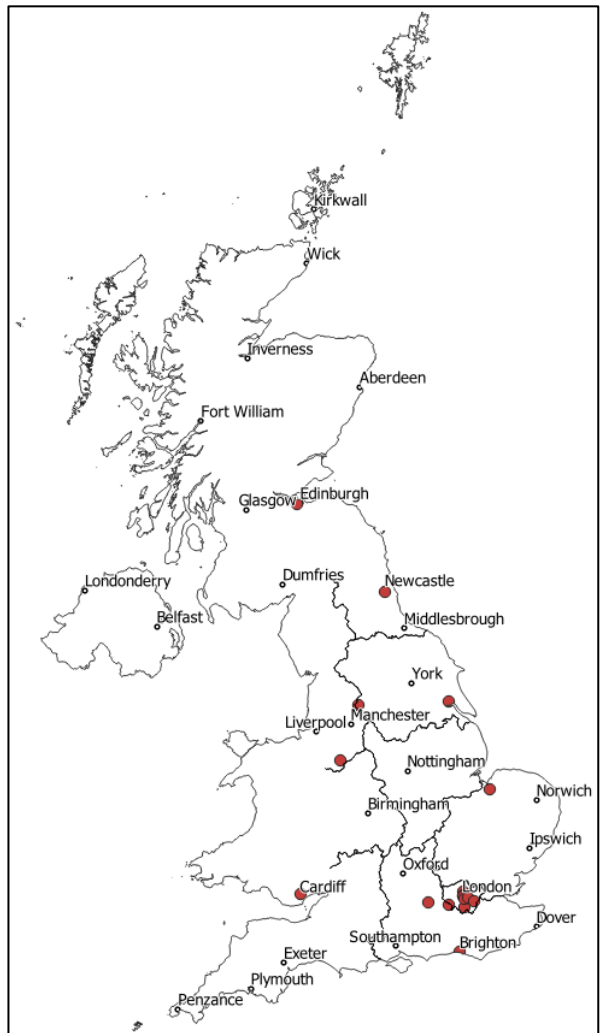 Kirkwall
Wick
Inverness
Aberdeen
Fort William
Glasgow
Edinburgh
Londonderry
Dumfries
Newcastle
Belfast
Middlesbrough
York
Liverpool
Manchester
Nottingham
Norwich
Birmingham
Ipswich
Oxford
Cardiff
London
Dover
Southampton
Brighton
Exeter
Plymouth
Penzance